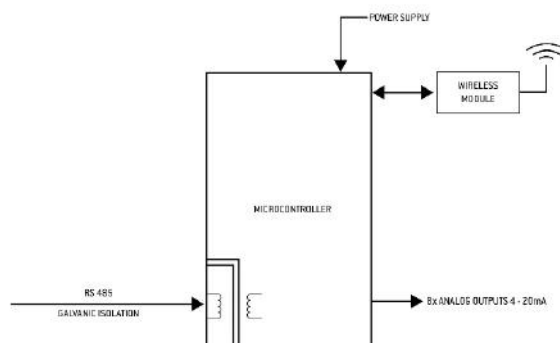 POWER SUPPLY
WIRELESS
MODULE
MICROCONTROLLER
RS 485
GALVANIC ISOLATION
8x ANALOG OUTPUTS 4 - 20mA